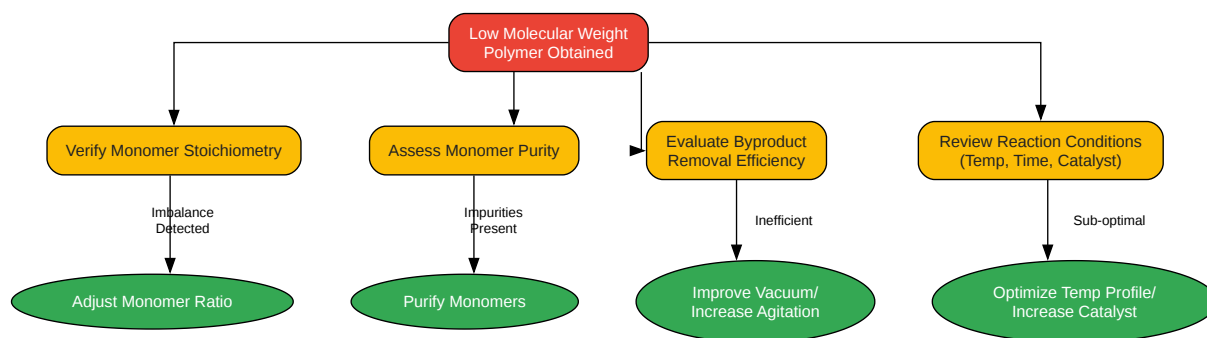 Low Molecular Weight
Polymer Obtained
Verify Monomer Stoichiometry
Assess Monomer Purity
Evaluate Byproduct
Removal Efficiency
Review Reaction Conditions
(Temp, Time, Catalyst)
Imbalance
Detected
Impurities
Present
Inefficient
Sub-optimal
Adjust Monomer Ratio
Purify Monomers
Improve Vacuum/
Increase Agitation
Optimize Temp Profile/
Increase Catalyst